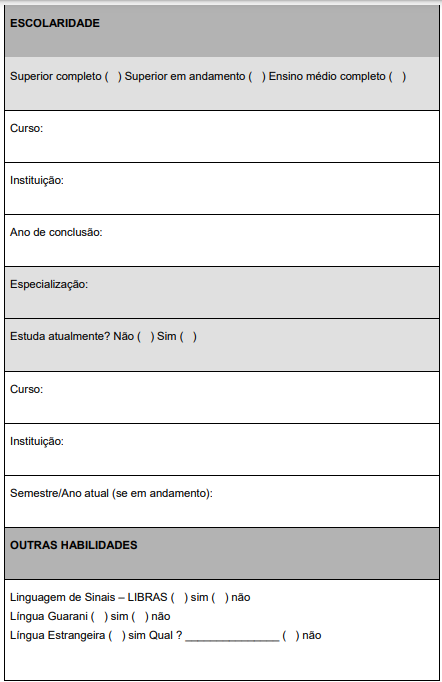 ESCOLARIDADE
Superior completo (   ) Superior em andamento (   ) Ensino médio completo (   )
Curso:
Instituição:
Ano de conclusão:
Especialização:
Estuda atualmente? Não (   ) Sim (   )
Curso:
Instituição:
Semestre/Ano atual (se em andamento):
OUTRAS HABILIDADES
Linguagem de Sinais – LIBRAS (   ) sim (   ) não
Língua Guarani (   ) sim (   ) não
Língua Estrangeira (   ) sim Qual ? _______________ (   ) não